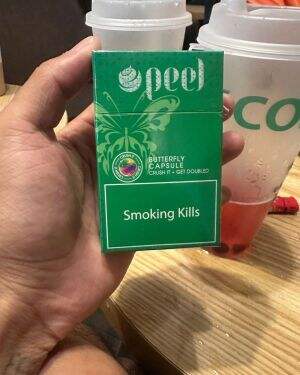 peel
BUTTERFLY
CAPSULE
CRUSH IT - GET DOUBLED
Smoking Kills
CO